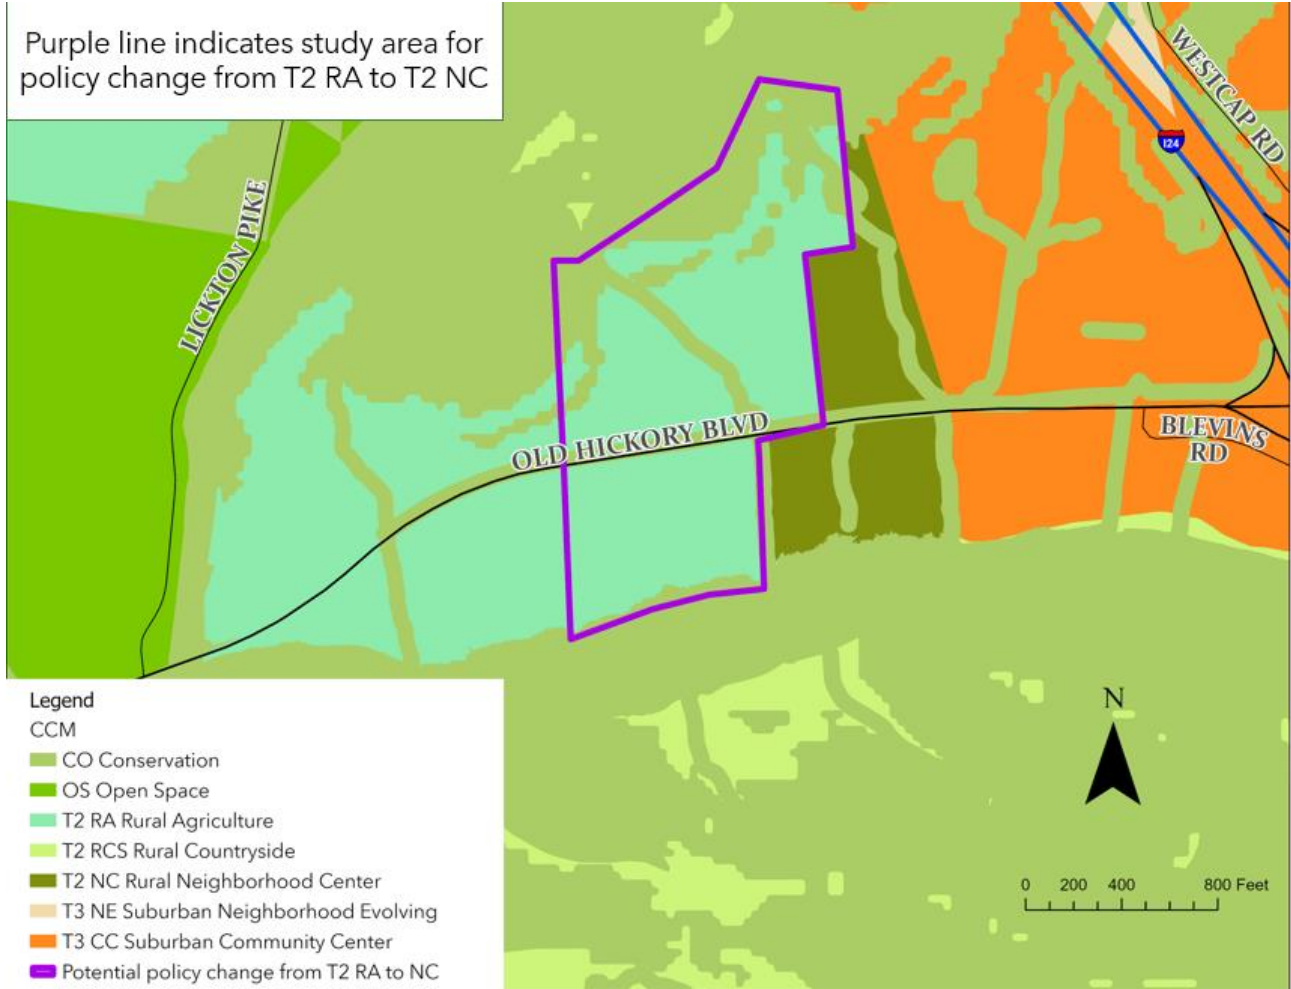 Purple line indicates study area for
policy change from T2 RA to T2 NC
WESTCAP RD
I24
LICKTON PIKE
OLD HICKORY BLVD
BLEVINS
RD
Legend
CCM
CO Conservation
OS Open Space
T2 RA Rural Agriculture
T2 RCS Rural Countryside
T2 NC Rural Neighborhood Center
T3 NE Suburban Neighborhood Evolving
T3 CC Suburban Community Center
Potential policy change from T2 RA to NC
N
0 200 400 800 Feet